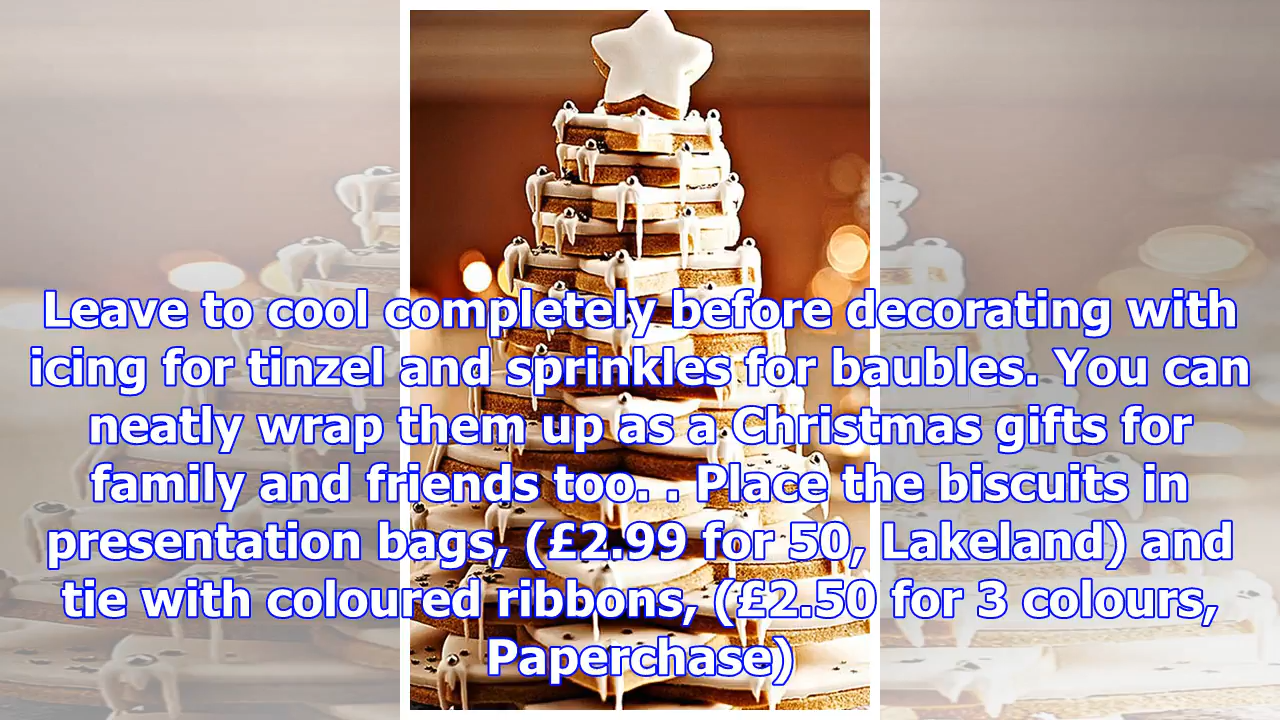 Leave to cool completely before decorating with
icing for tinzel and sprinkles for baubles. You can
neatly wrap them up as a Christmas gifts for
family and friends too. . Place the biscuits in
presentation bags, (£2.99 for 50, Lakeland) and
tie with coloured ribbons, (£2.50 for 3 colours,
Paperchase)